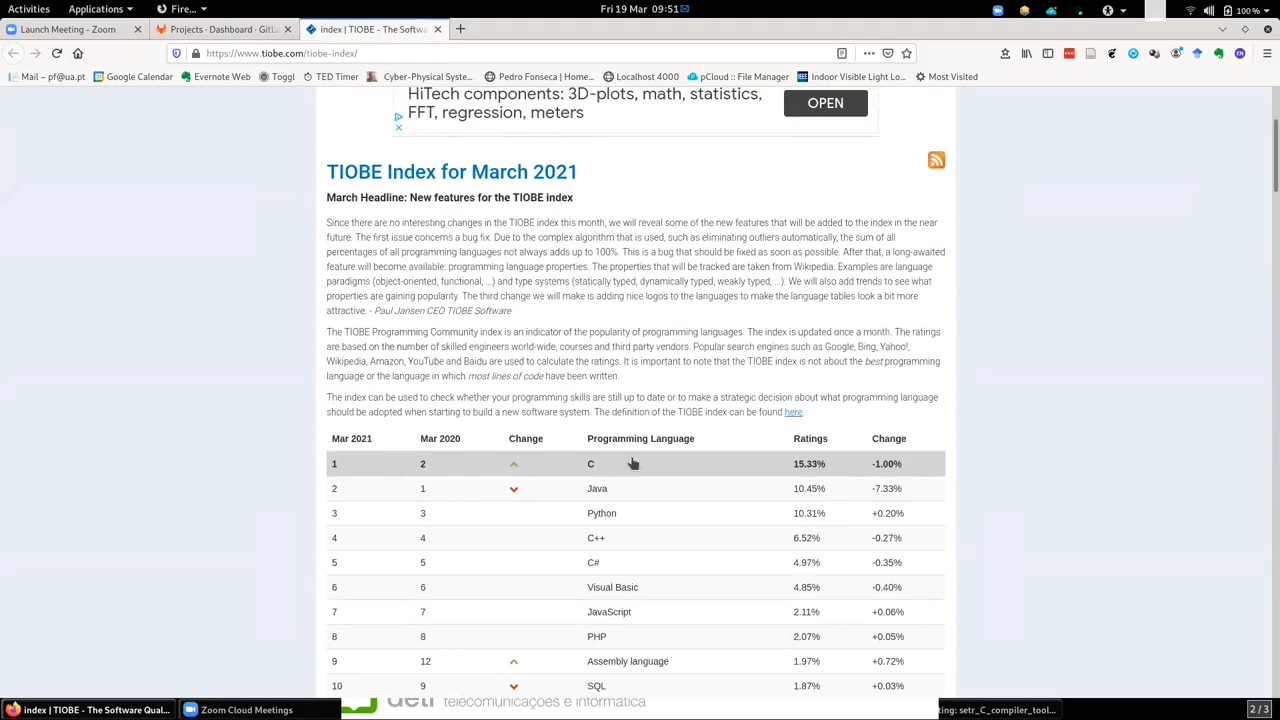 Activities Applications Fire... Fri 19 Mar 09:51 100 %
Launch Meeting - Zoom Projects · Dashboard · GitL index | TIOBE - The Softwa
https://www.tiobe.com/tiobe-index/
Mail – pf@ua.pt Google Calendar Evernote Web Toggl TED Timer Cyber-Physical Syste... Pedro Fonseca | Home... Localhost 4000 pCloud :: File Manager Indoor Visible Light Lo... Most Visited
HiTech components: 3D-plots, math, statistics,
FFT, regression, meters
OPEN
TIOBE Index for March 2021
March Headline: New features for the TIOBE index
Since there are no interesting changes in the TIOBE index this month, we will reveal some of the new features that will be added to the index in the near
future. The first issue concerns a bug fix. Due to the complex algorithm that is used, such as eliminating outliers automatically, the sum of all
percentages of all programming languages not always adds up to 100%. This is a bug that should be fixed as soon as possible. After that, a long-awaited
feature will become available: programming language properties. The properties that will be tracked are taken from Wikipedia. Examples are language
paradigms (object-oriented, functional, ...) and type systems (statically typed, dynamically typed, weakly typed, ...). We will also add trends to see what
properties are gaining popularity. The third change we will make is adding nice logos to the languages to make the language tables look a bit more
attractive. - Paul Jansen CEO TIOBE Software
The TIOBE Programming Community index is an indicator of the popularity of programming languages. The index is updated once a month. The ratings
are based on the number of skilled engineers world-wide, courses and third party vendors. Popular search engines such as Google, Bing, Yahoo!,
Wikipedia, Amazon, YouTube and Baidu are used to calculate the ratings. It is important to note that the TIOBE index is not about the best programming
language or the language in which most lines of code have been written.
The index can be used to check whether your programming skills are still up to date or to make a strategic decision about what programming language
should be adopted when starting to build a new software system. The definition of the TIOBE index can be found here.
Mar 2021 Mar 2020 Change Programming Language Ratings Change
1 2 C 15.33% -1.00%
2 1 Java 10.45% -7.33%
3 3 Python 10.31% +0.20%
4 4 C++ 6.52% -0.27%
5 5 C# 4.97% -0.35%
6 6 Visual Basic 4.85% -0.40%
7 7 JavaScript 2.11% +0.06%
8 8 PHP 2.07% +0.05%
9 12 Assembly language 1.97% +0.72%
10 9 SQL 1.87% +0.03%
deti telecomunicações e informática
index | TIOBE - The Software Qual... Zoom Cloud Meetings ting: setr_C_compiler_tool... 2 / 3